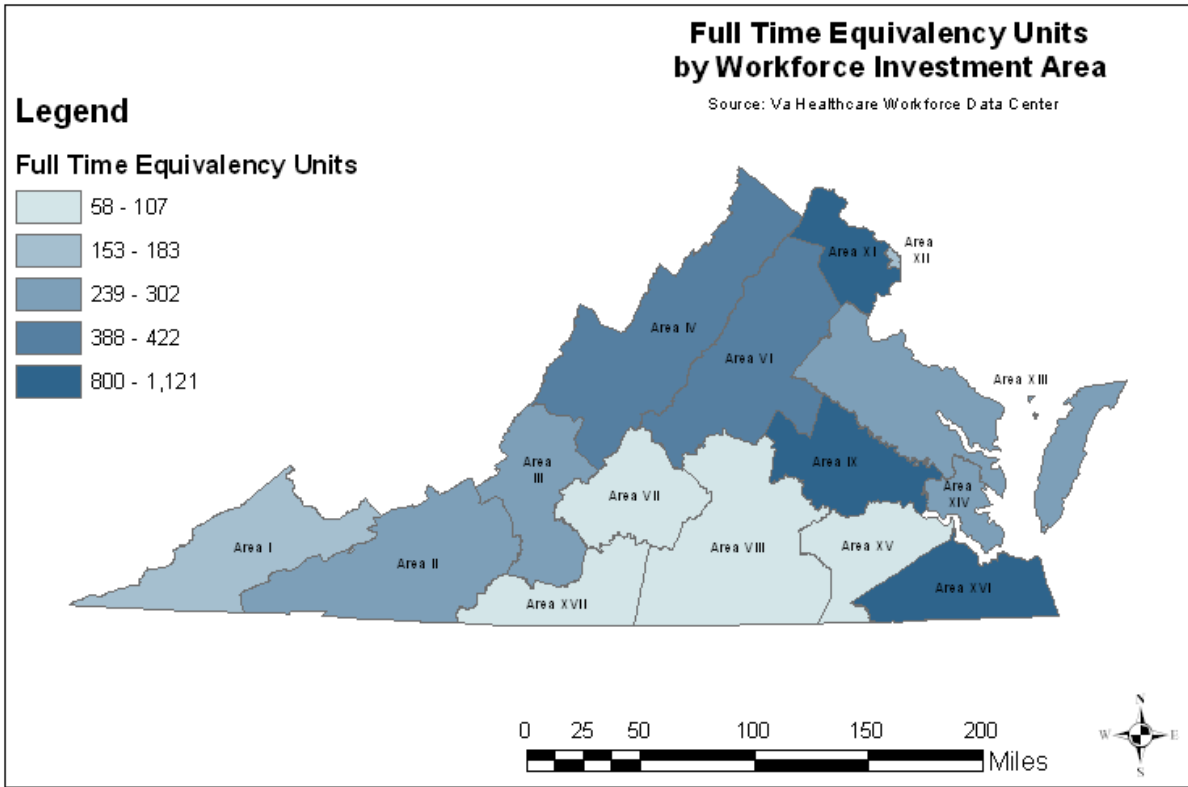 Full Time Equivalency Units
by Workforce Investment Area
Source: Va Healthcare Workforce Data Center
Legend
Full Time Equivalency Units
58 - 107
153 - 183
239 - 302
388 - 422
800 - 1,121
Area
XII
Area XI
Area IV
Area VI
Area XIII
Area
III
Area IX
Area VII
Area
XIV
Area I
Area II
Area VIII
Area XV
Area XVII
Area XVI
0 25 50 100 150 200
Miles
N
W E
S